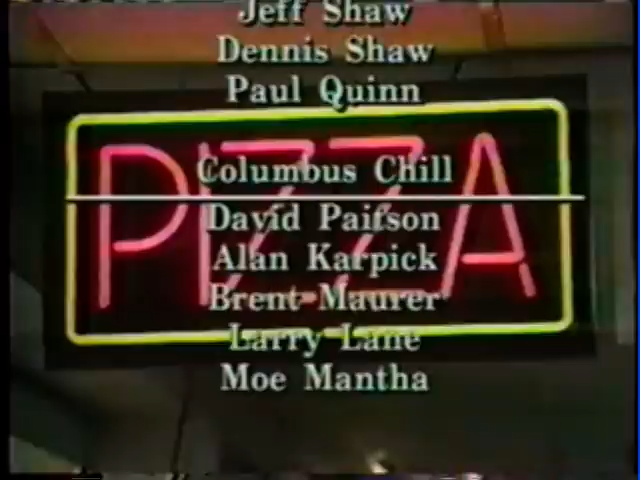 Jeff Shaw
Dennis Shaw
Paul Quinn
PIZZA
Columbus Chill
David Paitson
Alan Karpick
Brent Maurer
Larry Lane
Moe Mantha